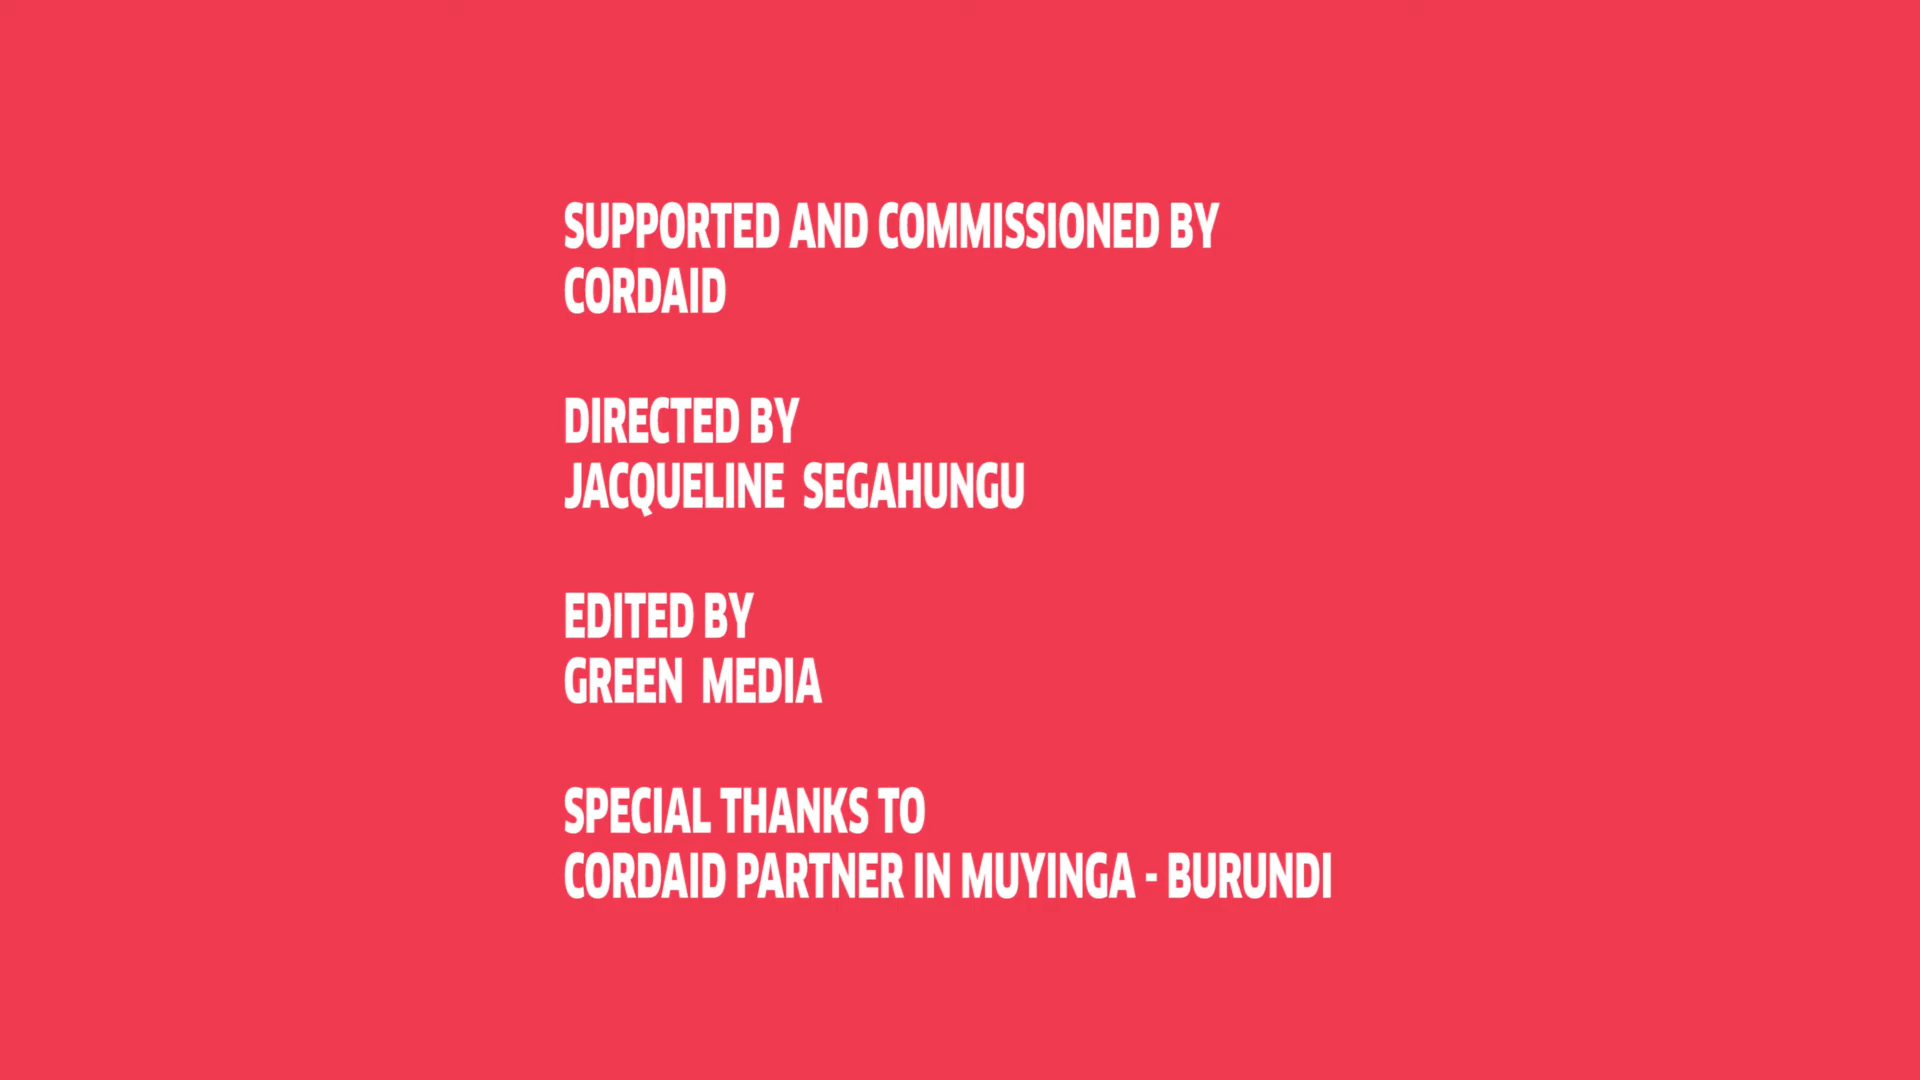 SUPPORTED AND COMMISSIONED BY
CORDAID
DIRECTED BY
JACQUELINE SEGAHUNGU
EDITED BY
GREEN MEDIA
SPECIAL THANKS TO
CORDAID PARTNER IN MUYINGA - BURUNDI